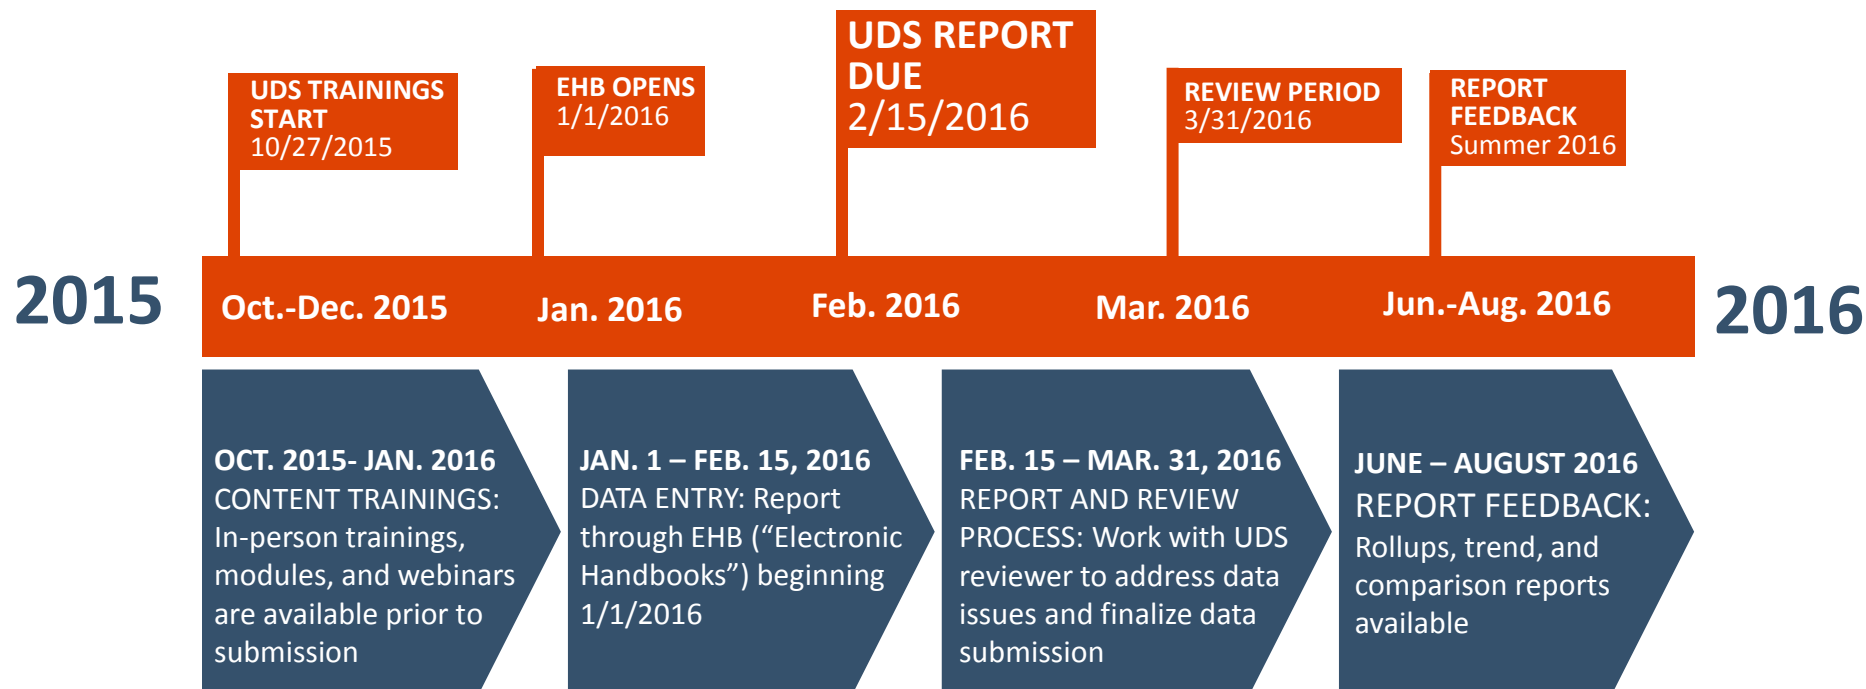 UDS TRAININGS
START
10/27/2015
EHB OPENS
1/1/2016
UDS REPORT
DUE
2/15/2016
REVIEW PERIOD
3/31/2016
REPORT
FEEDBACK
Summer 2016
2015
Oct.-Dec. 2015
Jan. 2016
Feb. 2016
Mar. 2016
Jun.-Aug. 2016
2016
OCT. 2015- JAN. 2016
CONTENT TRAININGS:
In-person trainings,
modules, and webinars
are available prior to
submission
JAN. 1 – FEB. 15, 2016
DATA ENTRY: Report
through EHB (“Electronic
Handbooks”) beginning
1/1/2016
FEB. 15 – MAR. 31, 2016
REPORT AND REVIEW
PROCESS: Work with UDS
reviewer to address data
issues and finalize data
submission
JUNE – AUGUST 2016
REPORT FEEDBACK:
Rollups, trend, and
comparison reports
available